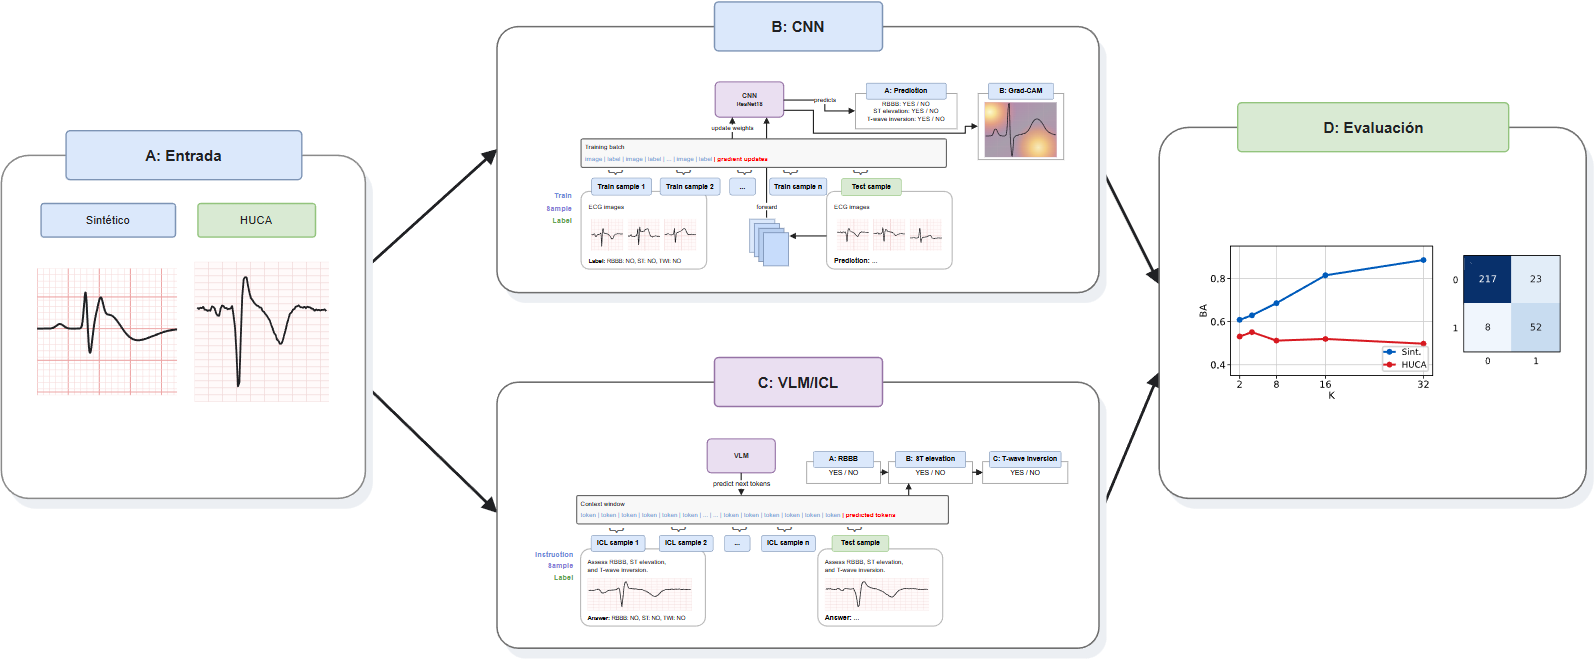 A: Entrada
Sintético
HUCA
B: CNN
CNN
ResNet18
predicts
update weights
A: Prediction
RBBB: YES / NO
ST elevation: YES / NO
T-wave inversion: YES / NO
B: Grad-CAM
Training batch
image | label | image | label | ... | image | label | gradient updates
Train sample 1
Train sample 2
...
Train sample n
Test sample
Train
Sample
Label
ECG images
Label: RBBB: NO, ST: NO, TWI: NO
forward
ECG images
Prediction: ...
C: VLM/ICL
VLM
predict next tokens
A: RBBB
YES / NO
B: ST elevation
YES / NO
C: T-wave inversion
YES / NO
Context window
token | token | token | token | token | token | ... | ... | token | token | token | token | token | token | predicted tokens
ICL sample 1
ICL sample 2
...
ICL sample n
Test sample
Instruction
Sample
Label
Assess RBBB, ST elevation,
and T-wave inversion.
Answer: RBBB: NO, ST: NO, TWI: NO
Assess RBBB, ST elevation,
and T-wave inversion.
Answer: ...
D: Evaluación
BA
0.8
0.6
0.4
2
8
16
32
K
Sint.
HUCA
0
1
217
23
8
52
0
1